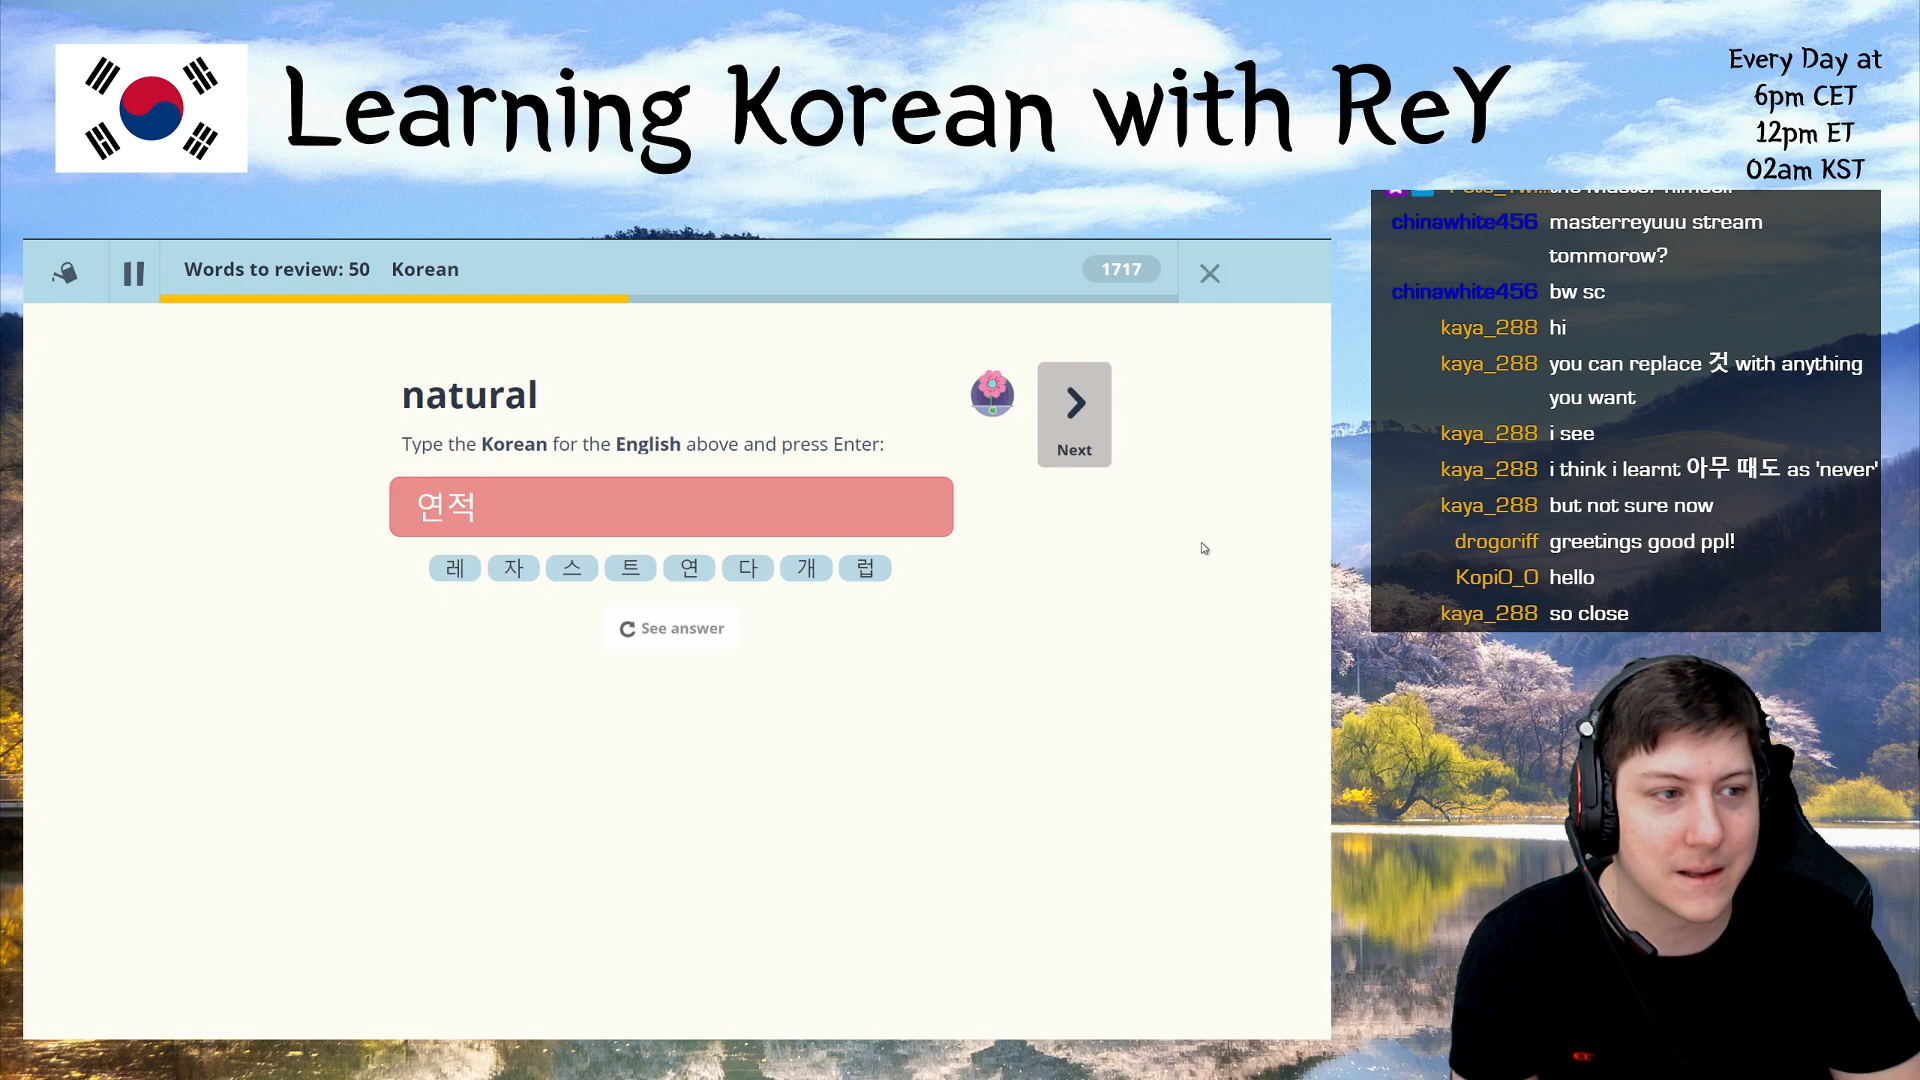 Learning Korean with ReY
Every Day at
6pm CET
12pm ET
02am KST
Words to review: 50 Korean
1717
natural
Type the Korean for the English above and press Enter:
연적
레 자 스 트 연 다 개 럽
See answer
Next
chinawhite456 masterreyuuu stream
tommorow?
chinawhite456 bw sc
kaya_288 hi
kaya_288 you can replace 것 with anything
you want
kaya_288 i see
kaya_288 i think i learnt 아무 때도 as 'never'
kaya_288 but not sure now
drogoriff greetings good ppl!
KopiO_O hello
kaya_288 so close